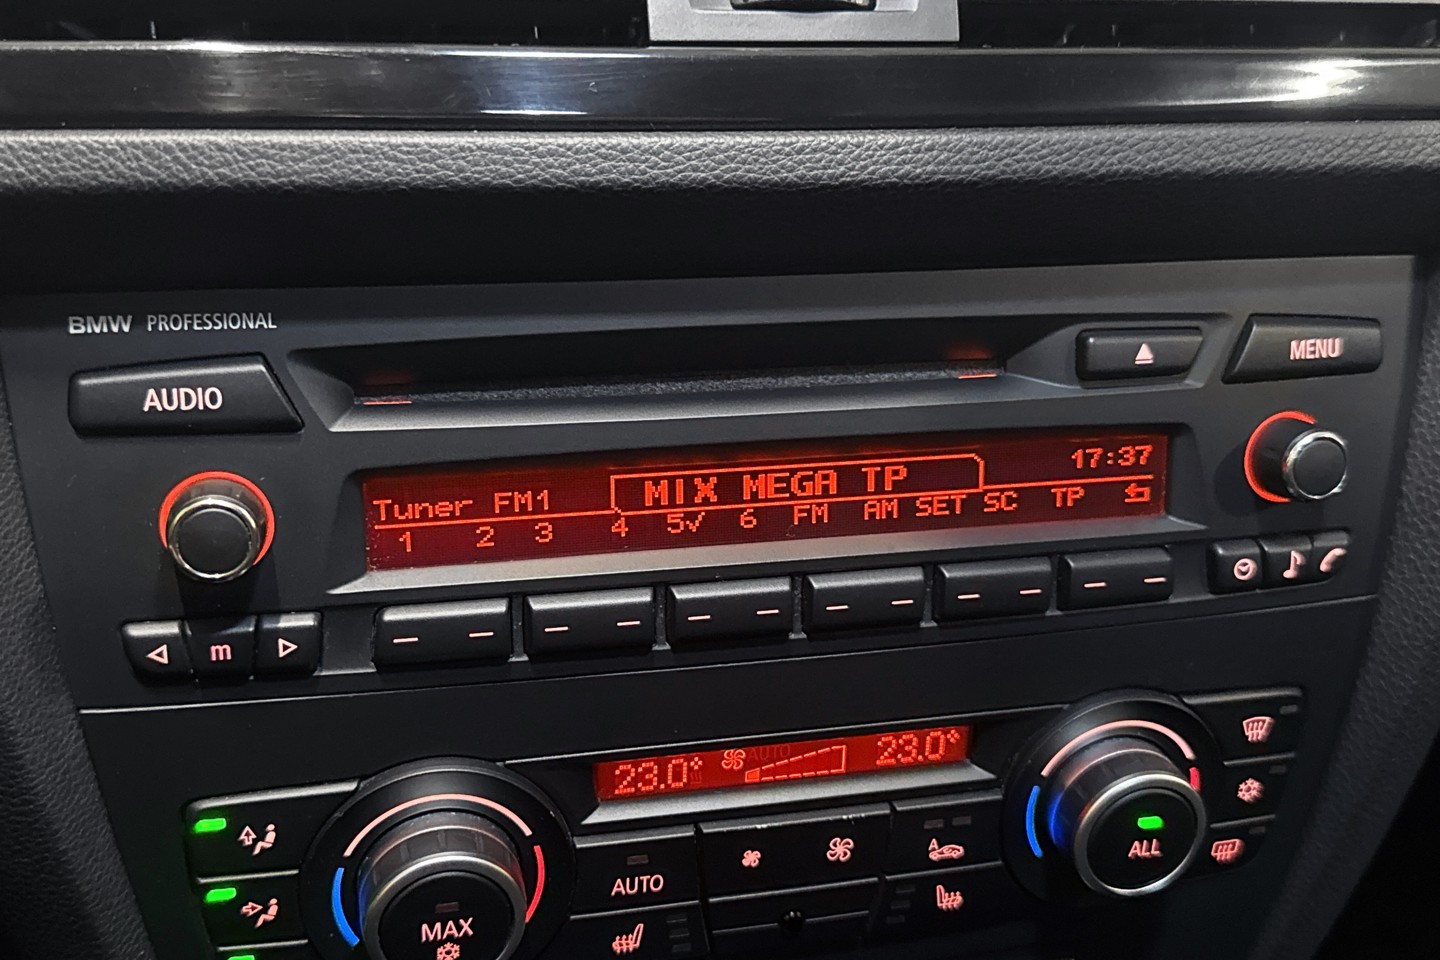 BMW PROFESSIONAL
MENU
AUDIO
Tuner FM1 MIX MEGA TP 17:37
1 2 3 4 5✓ 6 FM AM SET SC TP
m
23.0° AUTO 23.0°
A
ALL
AUTO
MAX